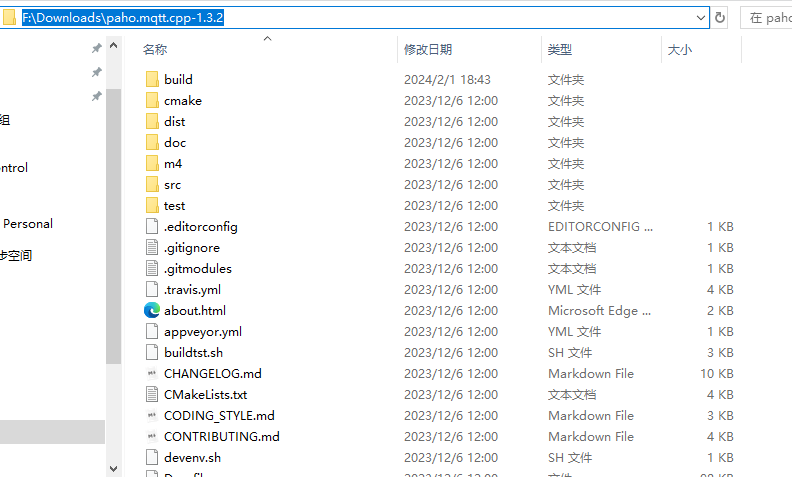 F:\Downloads\paho.mqtt.cpp-1.3.2 在 paho
名称 修改日期 类型 大小
build 2024/2/1 18:43 文件夹
cmake 2023/12/6 12:00 文件夹
组 dist 2023/12/6 12:00 文件夹
doc 2023/12/6 12:00 文件夹
ntrol m4 2023/12/6 12:00 文件夹
src 2023/12/6 12:00 文件夹
test 2023/12/6 12:00 文件夹
Personal .editorconfig 2023/12/6 12:00 EDITORCONFIG ... 1 KB
步空间 .gitignore 2023/12/6 12:00 文本文档 1 KB
.gitmodules 2023/12/6 12:00 文本文档 1 KB
.travis.yml 2023/12/6 12:00 YML 文件 4 KB
about.html 2023/12/6 12:00 Microsoft Edge ... 2 KB
appveyor.yml 2023/12/6 12:00 YML 文件 1 KB
buildtst.sh 2023/12/6 12:00 SH 文件 3 KB
CHANGELOG.md 2023/12/6 12:00 Markdown File 10 KB
CMakeLists.txt 2023/12/6 12:00 文本文档 4 KB
CODING_STYLE.md 2023/12/6 12:00 Markdown File 3 KB
CONTRIBUTING.md 2023/12/6 12:00 Markdown File 4 KB
devenv.sh 2023/12/6 12:00 SH 文件 1 KB
2023/12/6 12:00 文件